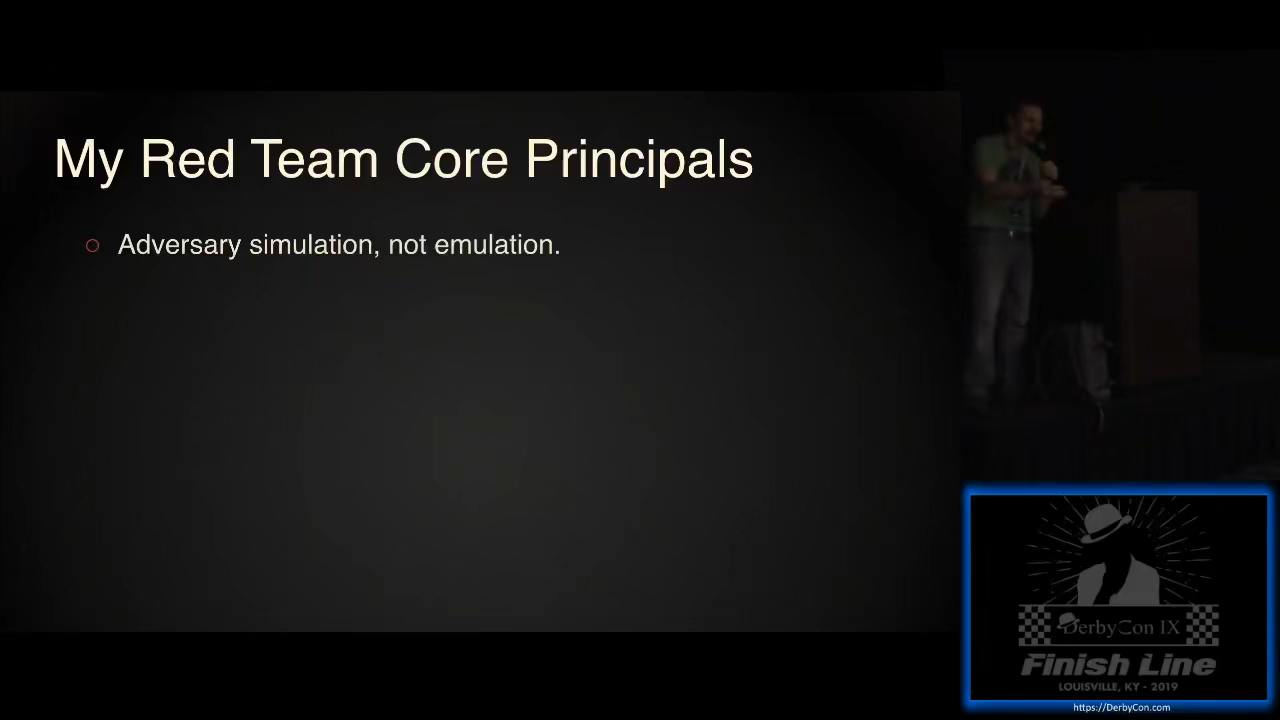 My Red Team Core Principals
Adversary simulation, not emulation.
DerbyCon IX
Finish Line
LOUISVILLE, KY - 2019
https://DerbyCon.com